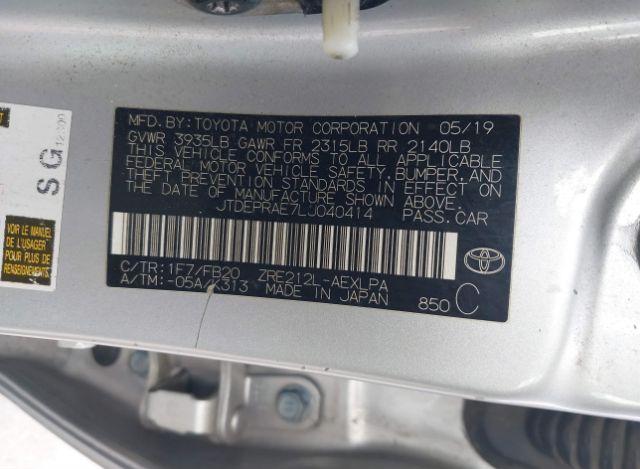 MFD.BY:TOYOTA MOTOR CORPORATION 05/19
GVWR 3935LB GAWR FR 2315LB RR 2140LB
THIS VEHICLE CONFORMS TO ALL APPLICABLE
FEDERAL MOTOR VEHICLE SAFETY,BUMPER,AND
THEFT PREVENTION STANDARDS IN EFFECT ON
THE DATE OF MANUFACTURE SHOWN ABOVE.
JTDEPRAE7LJ040414 PASS.CAR
C/TR:1F7/FB20 ZRE212L-AEXLPA
A/TM:-05A/K313 MADE IN JAPAN
850 C
TOYOTA
SG
VOIR LE
MANUEL DE
L'USAGER
POUR PLUS
D'INFORMATION